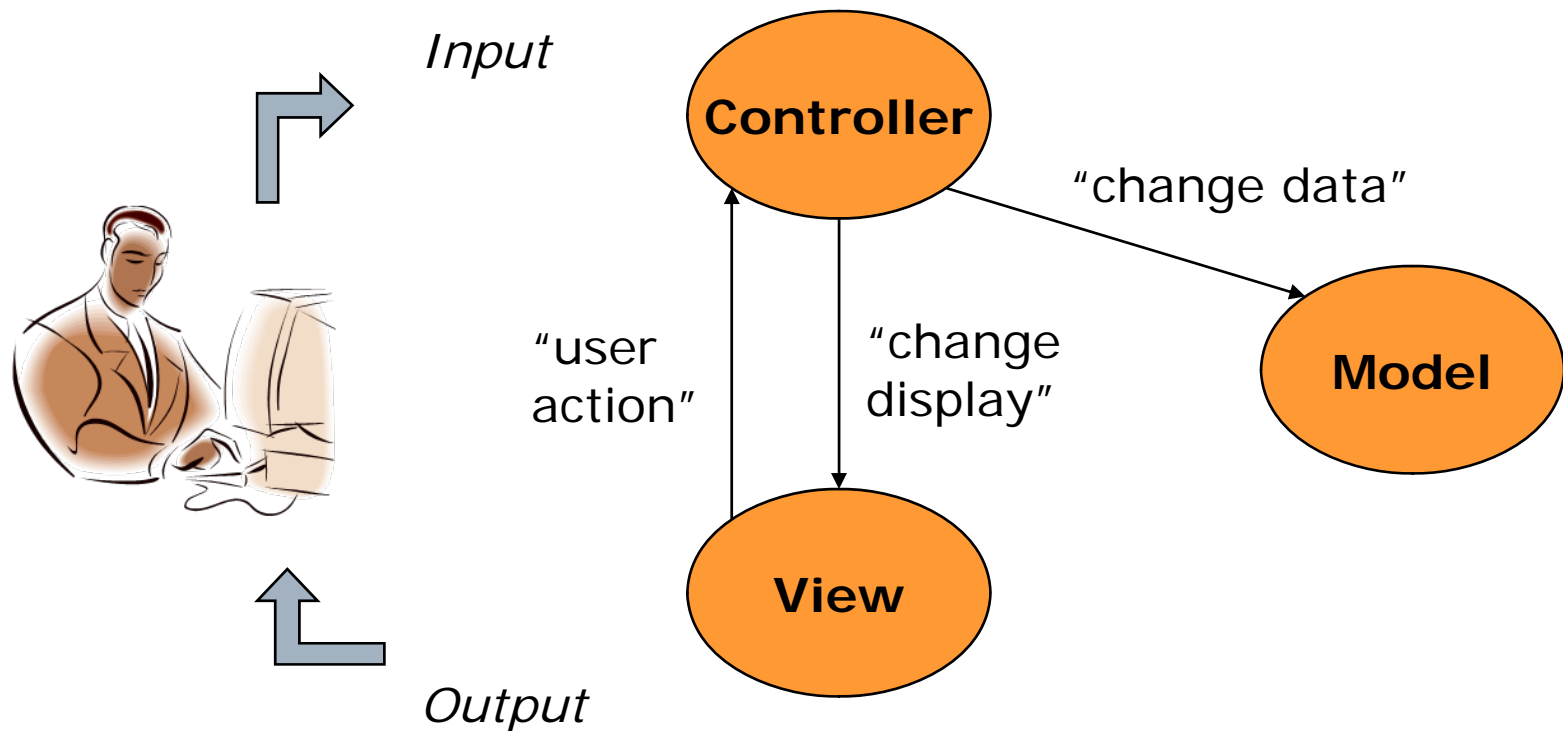 Input
Controller
“change data”
“user
action”
“change
display”
Model
View
Output